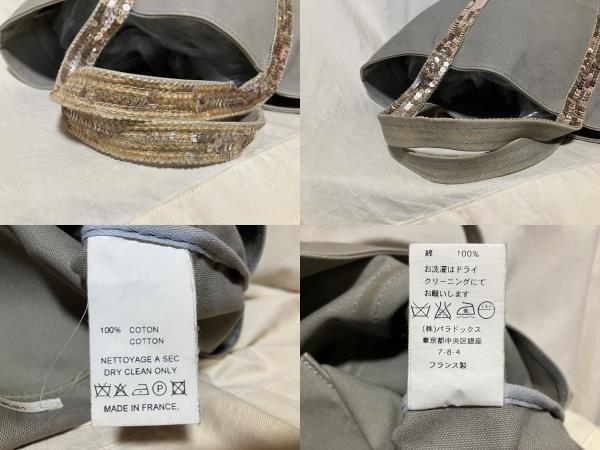 100% COTON
COTTON
NETTOYAGE A SEC
DRY CLEAN ONLY
MADE IN FRANCE.
綿 100%
お洗濯はドライ
クリーニングにて
お願いします
(株)パラドックス
東京都中央区銀座
7-8-4
フランス製